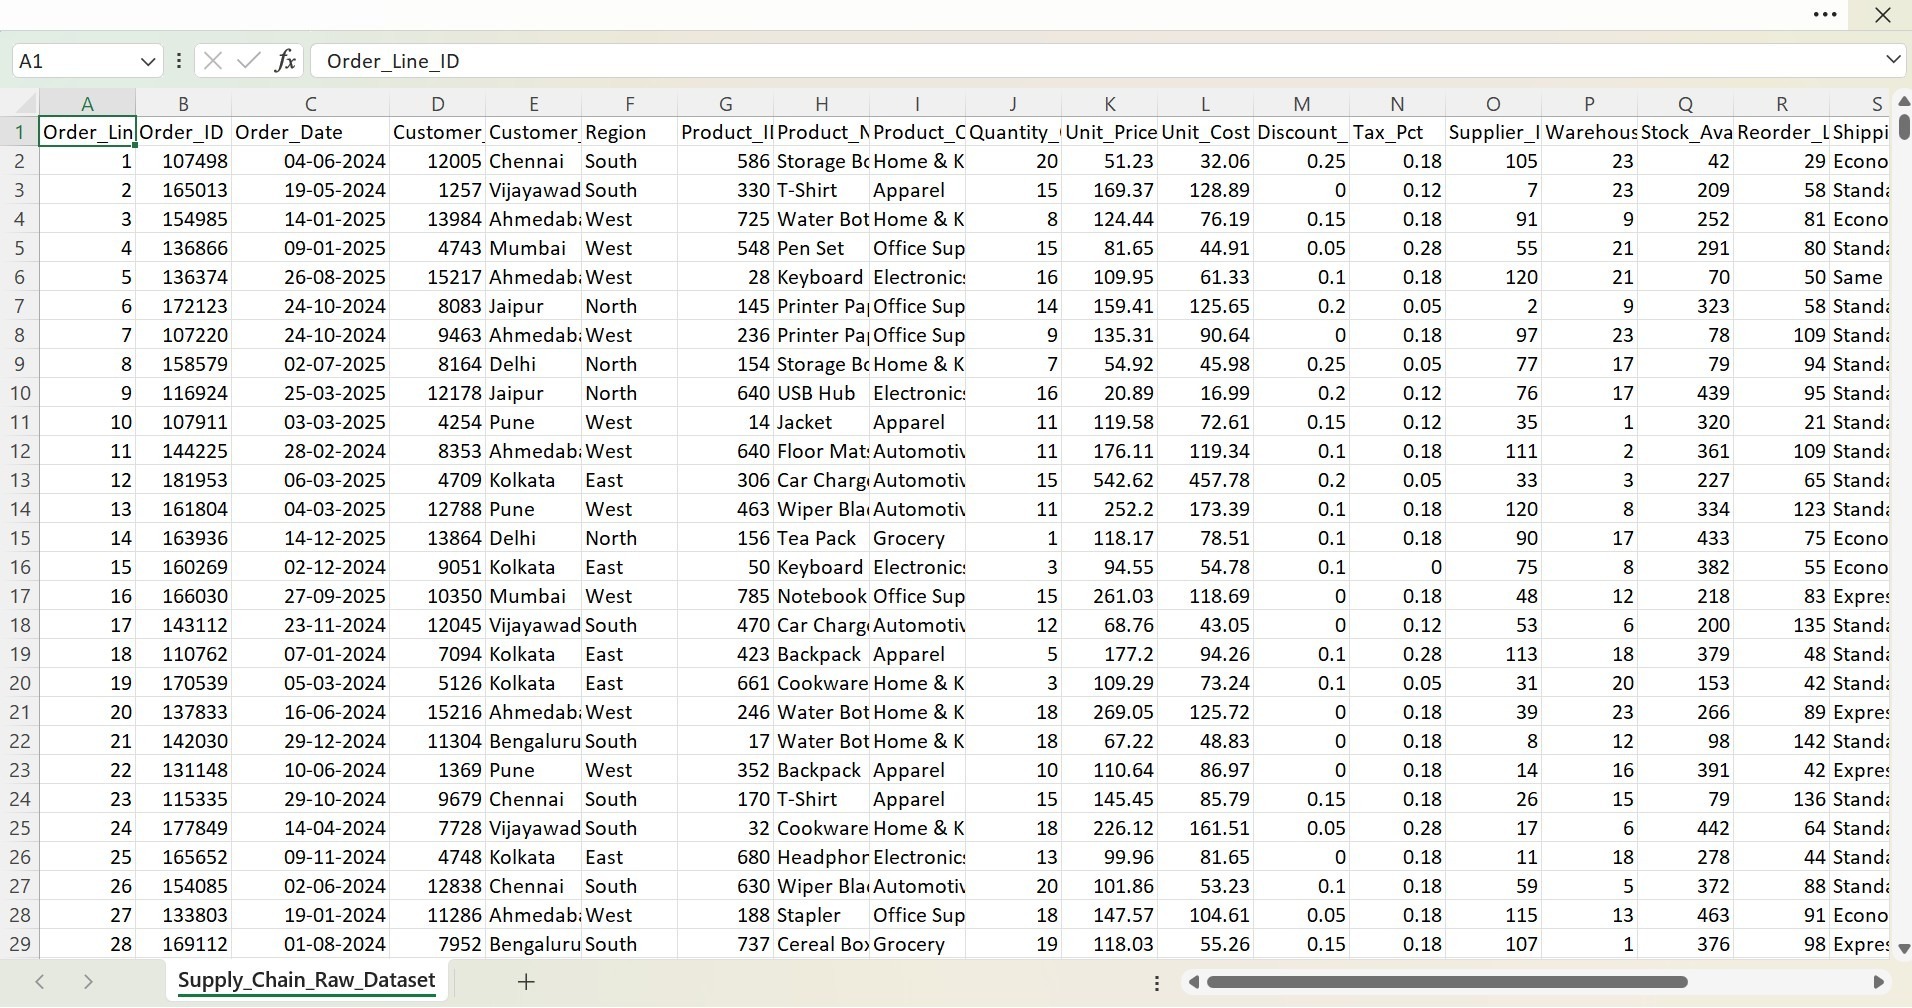 A1 fx Order_Line_ID
A B C D E F G H I J K L M N O P Q R S
1 Order_Lin Order_ID Order_Date Customer_ Customer_ Region Product_I Product_N Product_C Quantity_ Unit_Price Unit_Cost Discount_ Tax_Pct Supplier_I Warehous Stock_Ava Reorder_L Shippi
2 1 107498 04-06-2024 12005 Chennai South 586 Storage Bo Home & K 20 51.23 32.06 0.25 0.18 105 23 42 29 Econo
3 2 165013 19-05-2024 1257 Vijayawad South 330 T-Shirt Apparel 15 169.37 128.89 0 0.12 7 23 209 58 Standa
4 3 154985 14-01-2025 13984 Ahmedaba West 725 Water Bot Home & K 8 124.44 76.19 0.15 0.18 91 9 252 81 Econo
5 4 136866 09-01-2025 4743 Mumbai West 548 Pen Set Office Sup 15 81.65 44.91 0.05 0.28 55 21 291 80 Standa
6 5 136374 26-08-2025 15217 Ahmedaba West 28 Keyboard Electronics 16 109.95 61.33 0.1 0.18 120 21 70 50 Same
7 6 172123 24-10-2024 8083 Jaipur North 145 Printer Pa Office Sup 14 159.41 125.65 0.2 0.05 2 9 323 58 Standa
8 7 107220 24-10-2024 9463 Ahmedaba West 236 Printer Pa Office Sup 9 135.31 90.64 0 0.18 97 23 78 109 Standa
9 8 158579 02-07-2025 8164 Delhi North 154 Storage Bo Home & K 7 54.92 45.98 0.25 0.05 77 17 79 94 Standa
10 9 116924 25-03-2025 12178 Jaipur North 640 USB Hub Electronics 16 20.89 16.99 0.2 0.12 76 17 439 95 Standa
11 10 107911 03-03-2025 4254 Pune West 14 Jacket Apparel 11 119.58 72.61 0.15 0.12 35 1 320 21 Standa
12 11 144225 28-02-2024 8353 Ahmedaba West 640 Floor Mats Automotiv 11 176.11 119.34 0.1 0.18 111 2 361 109 Standa
13 12 181953 06-03-2025 4709 Kolkata East 306 Car Charge Automotiv 15 542.62 457.78 0.2 0.05 33 3 227 65 Standa
14 13 161804 04-03-2025 12788 Pune West 463 Wiper Bla Automotiv 11 252.2 173.39 0.1 0.18 120 8 334 123 Standa
15 14 163936 14-12-2025 13864 Delhi North 156 Tea Pack Grocery 1 118.17 78.51 0.1 0.18 90 17 433 75 Econo
16 15 160269 02-12-2024 9051 Kolkata East 50 Keyboard Electronics 3 94.55 54.78 0.1 0 75 8 382 55 Econo
17 16 166030 27-09-2025 10350 Mumbai West 785 Notebook Office Sup 15 261.03 118.69 0 0.18 48 12 218 83 Expres
18 17 143112 23-11-2024 12045 Vijayawad South 470 Car Charge Automotiv 12 68.76 43.05 0 0.12 53 6 200 135 Standa
19 18 110762 07-01-2024 7094 Kolkata East 423 Backpack Apparel 5 177.2 94.26 0.1 0.28 113 18 379 48 Standa
20 19 170539 05-03-2024 5126 Kolkata East 661 Cookware Home & K 3 109.29 73.24 0.1 0.05 31 20 153 42 Standa
21 20 137833 16-06-2024 15216 Ahmedaba West 246 Water Bot Home & K 18 269.05 125.72 0 0.18 39 23 266 89 Expres
22 21 142030 29-12-2024 11304 Bengaluru South 17 Water Bot Home & K 18 67.22 48.83 0 0.18 8 12 98 142 Standa
23 22 131148 10-06-2024 1369 Pune West 352 Backpack Apparel 10 110.64 86.97 0 0.18 14 16 391 42 Expres
24 23 115335 29-10-2024 9679 Chennai South 170 T-Shirt Apparel 15 145.45 85.79 0.15 0.18 26 15 79 136 Standa
25 24 177849 14-04-2024 7728 Vijayawad South 32 Cookware Home & K 18 226.12 161.51 0.05 0.28 17 6 442 64 Standa
26 25 165652 09-11-2024 4748 Kolkata East 680 Headphon Electronics 13 99.96 81.65 0 0.18 11 18 278 44 Standa
27 26 154085 02-06-2024 12838 Chennai South 630 Wiper Bla Automotiv 20 101.86 53.23 0.1 0.18 59 5 372 88 Standa
28 27 133803 19-01-2024 11286 Ahmedaba West 188 Stapler Office Sup 18 147.57 104.61 0.05 0.18 115 13 463 91 Econo
29 28 169112 01-08-2024 7952 Bengaluru South 737 Cereal Box Grocery 19 118.03 55.26 0.15 0.18 107 1 376 98 Expres
Supply_Chain_Raw_Dataset